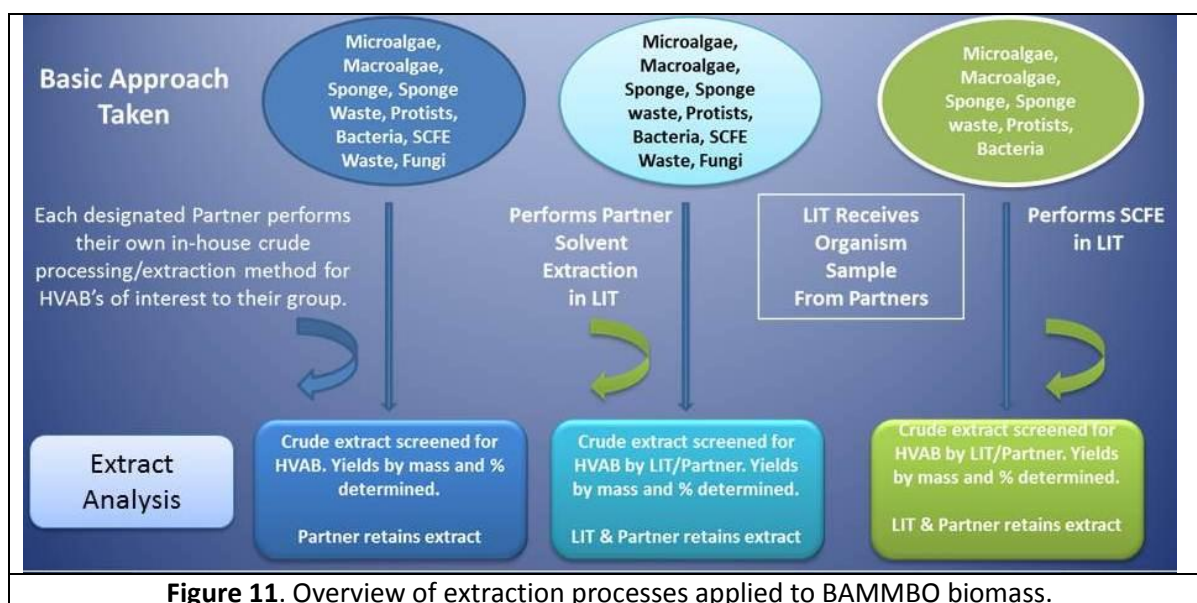 Basic Approach
Taken
Microalgae,
Macroalgae,
Sponge, Sponge
Waste, Protists,
Bacteria, SCFE
Waste, Fungi
Microalgae,
Macroalgae,
Sponge, Sponge
waste, Protists,
Bacteria, SCFE
Waste, Fungi
Microalgae,
Macroalgae,
Sponge, Sponge
waste, Protists,
Bacteria
Each designated Partner performs
their own in-house crude
processing/extraction method for
HVAB's of interest to their group.
Performs Partner
Solvent
Extraction
in LIT
LIT Receives
Organism
Sample
From Partners
Performs SCFE
in LIT
Extract
Analysis
Crude extract screened for
HVAB. Yields by mass and %
determined.
Partner retains extract
Crude extract screened for
HVAB by LIT/Partner. Yields
by mass and % determined.
LIT & Partner retains extract
Crude extract screened for
HVAB by LIT/Partner. Yields
by mass and % determined.
LIT & Partner retains extract
Figure 11. Overview of extraction processes applied to BAMMBO biomass.